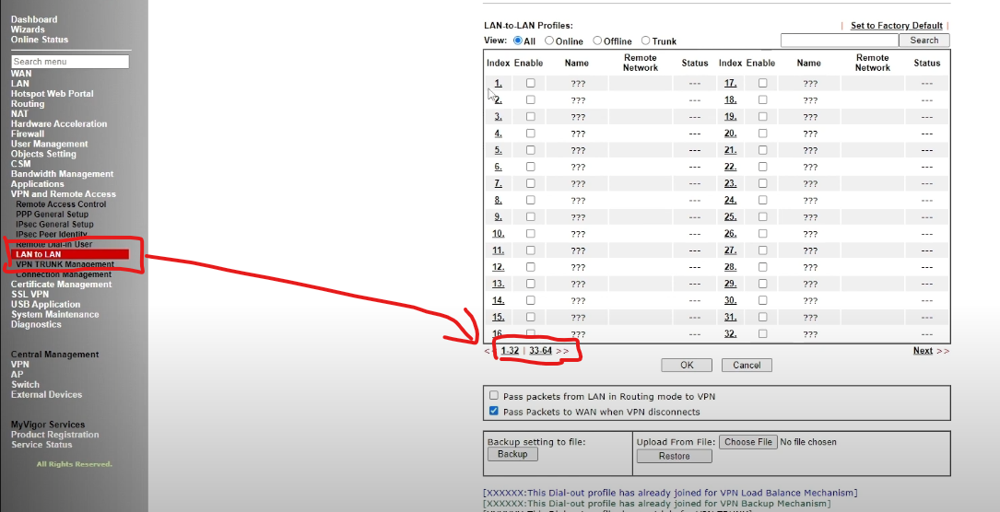 Dashboard
Wizards
Online Status
Search menu
WAN
LAN
Hotspot Web Portal
Routing
NAT
Hardware Acceleration
Firewall
User Management
Objects Setting
CSM
Bandwidth Management
Applications
VPN and Remote Access
Remote Access Control
PPP General Setup
IPsec General Setup
IPsec Peer Identity
Remote Dial-in User
LAN to LAN
VPN TRUNK Management
Connection Management
Certificate Management
SSL VPN
USB Application
System Maintenance
Diagnostics
Central Management
VPN
AP
Switch
External Devices
MyVigor Services
Product Registration
Service Status
All Rights Reserved.
LAN-to-LAN Profiles: | Set to Factory Default |
View: All Online Offline Trunk Search
Index Enable Name Remote Network Status Index Enable Name Remote Network Status
1. ??? --- 17. ??? ---
2. ??? --- 18. ??? ---
3. ??? --- 19. ??? ---
4. ??? --- 20. ??? ---
5. ??? --- 21. ??? ---
6. ??? --- 22. ??? ---
7. ??? --- 23. ??? ---
8. ??? --- 24. ??? ---
9. ??? --- 25. ??? ---
10. ??? --- 26. ??? ---
11. ??? --- 27. ??? ---
12. ??? --- 28. ??? ---
13. ??? --- 29. ??? ---
14. ??? --- 30. ??? ---
15. ??? --- 31. ??? ---
16. ??? --- 32. ??? ---
<< 1-32 | 33-64 >> Next >>
OK Cancel
Pass packets from LAN in Routing mode to VPN
Pass Packets to WAN when VPN disconnects
Backup setting to file: Upload From File: Choose File No file chosen
Backup Restore
[XXXXXX:This Dial-out profile has already joined for VPN Load Balance Mechanism]
[XXXXXX:This Dial-out profile has already joined for VPN Backup Mechanism]